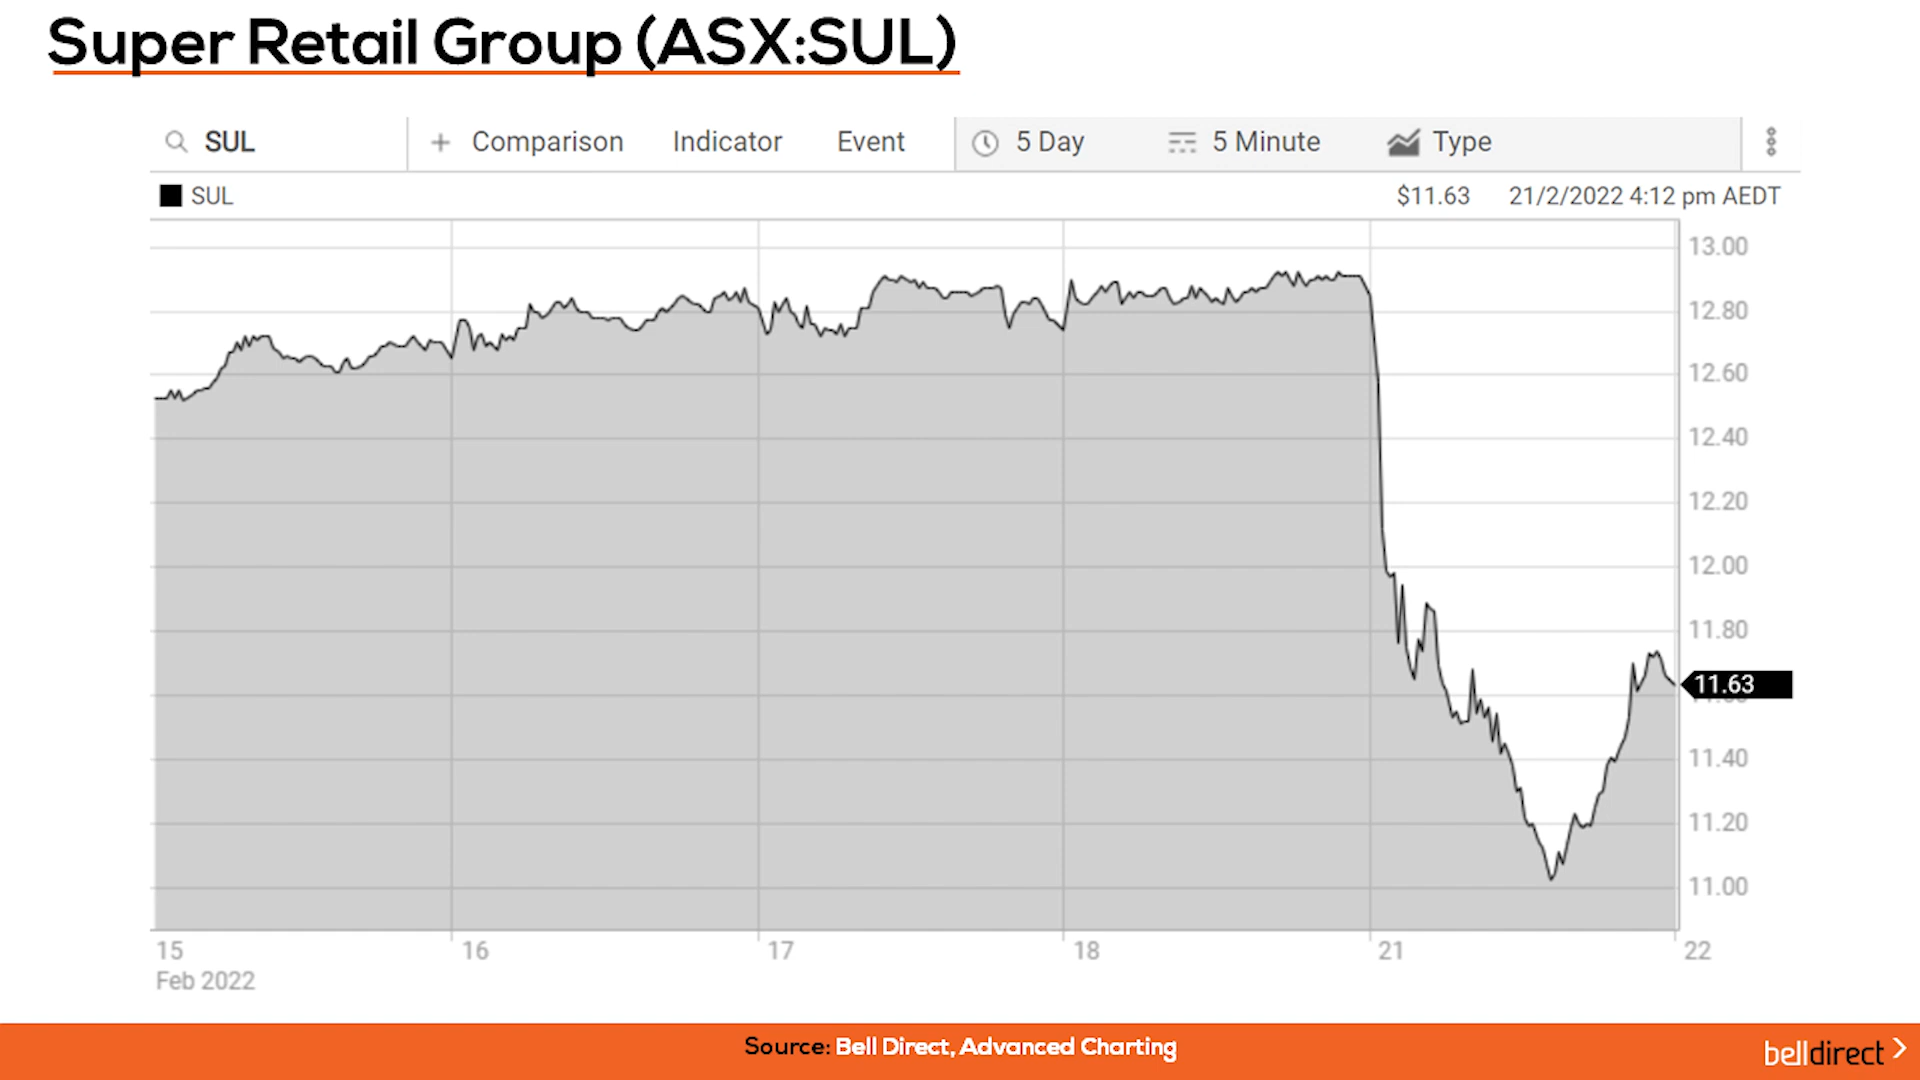 Super Retail Group (ASX:SUL)
SUL + Comparison Indicator Event 5 Day 5 Minute Type
SUL $11.63 21/2/2022 4:12 pm AEDT
13.00
12.80
12.60
12.40
12.20
12.00
11.80
11.63
11.40
11.20
11.00
15 16 17 18 21 22
Feb 2022
Source: Bell Direct, Advanced Charting
belldirect